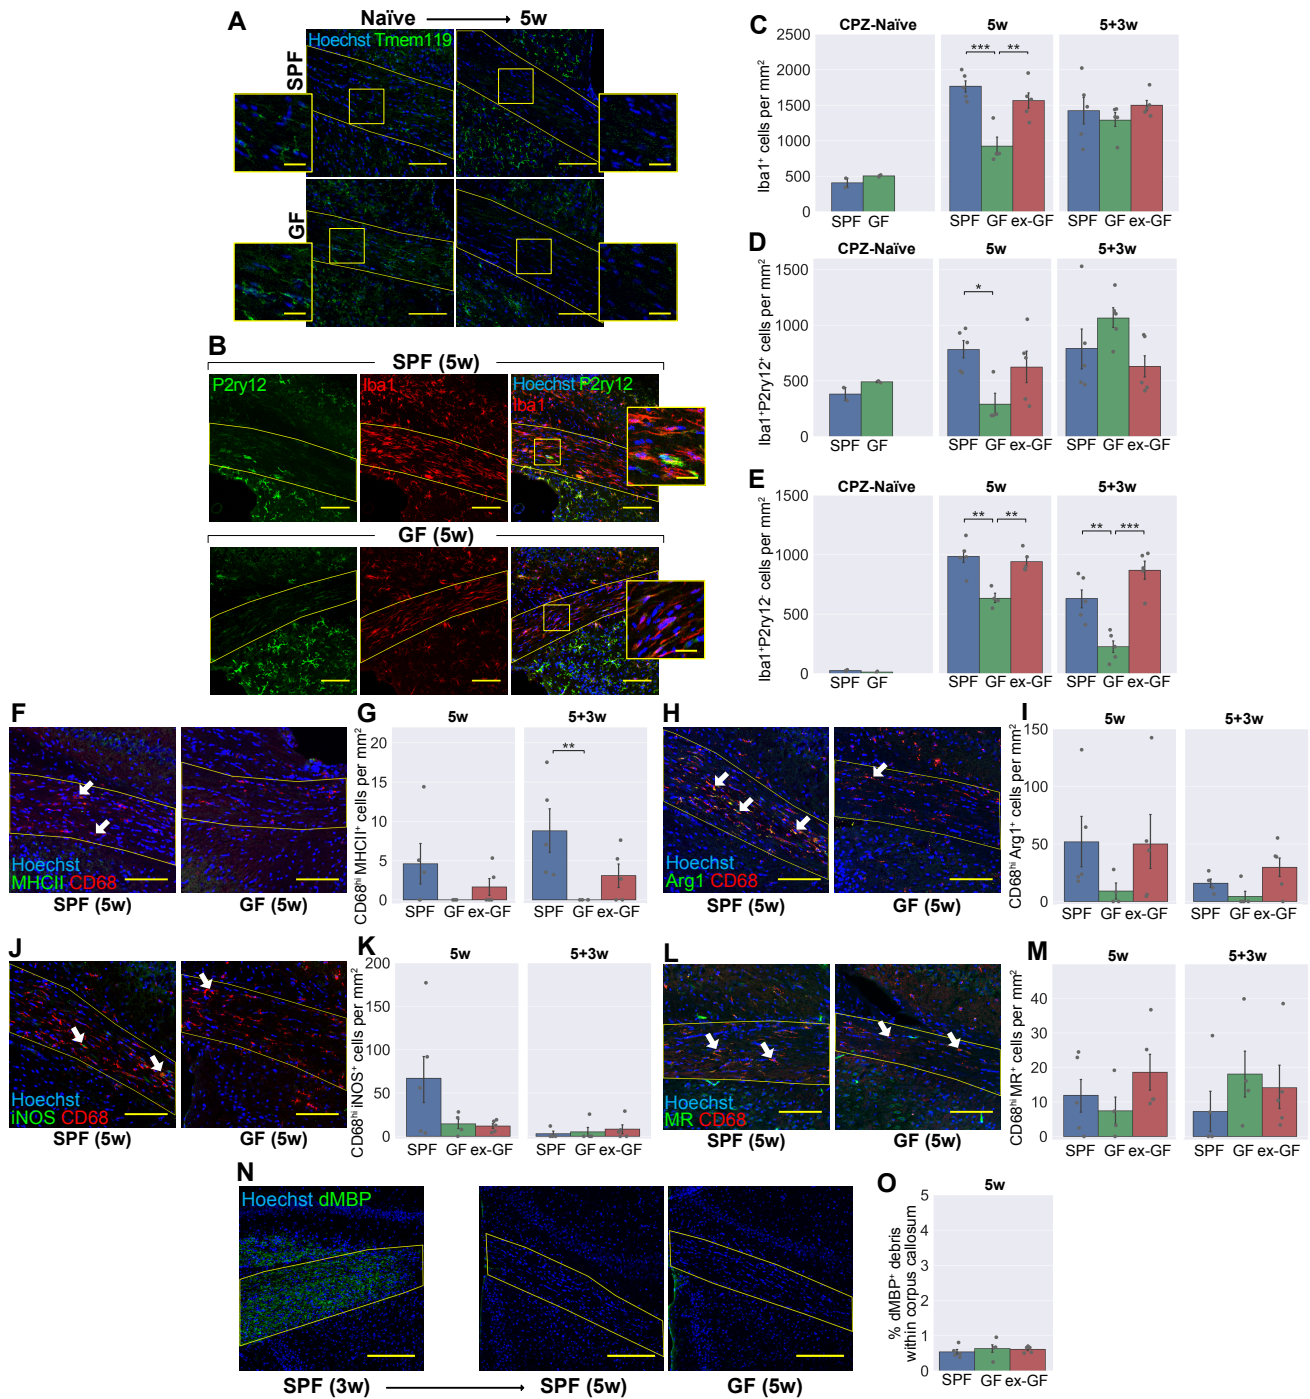 A
Naïve
5w
Hoechst Tmem119
SPF
GF
B
SPF (5w)
P2ry12
Iba1
Hoechst P2ry12
Iba1
GF (5w)
C
CPZ-Naïve
5w
5+3w
Iba1⁺ cells per mm²
2500
2000
1500
1000
500
0
***
**
SPF GF
SPF GF ex-GF
SPF GF ex-GF
D
CPZ-Naïve
5w
5+3w
Iba1⁺P2ry12⁺ cells per mm²
1500
1000
500
0
*
SPF GF
SPF GF ex-GF
SPF GF ex-GF
E
CPZ-Naïve
5w
5+3w
Iba1⁺P2ry12⁻ cells per mm²
1500
1000
500
0
**
**
**
***
SPF GF
SPF GF ex-GF
SPF GF ex-GF
F
Hoechst
MHCII CD68
SPF (5w)
GF (5w)
G
5w
5+3w
CD68ʰⁱ MHCII⁺ cells per mm²
20
15
10
5
0
**
SPF GF ex-GF
SPF GF ex-GF
H
Hoechst
Arg1 CD68
SPF (5w)
GF (5w)
I
5w
5+3w
CD68ʰⁱ Arg1⁺ cells per mm²
150
100
50
0
SPF GF ex-GF
SPF GF ex-GF
J
Hoechst
iNOS CD68
SPF (5w)
GF (5w)
K
5w
5+3w
CD68ʰⁱ iNOS⁺ cells per mm²
200
150
100
50
0
SPF GF ex-GF
SPF GF ex-GF
L
Hoechst
MR CD68
SPF (5w)
GF (5w)
M
5w
5+3w
CD68ʰⁱ MR⁺ cells per mm²
40
30
20
10
0
SPF GF ex-GF
SPF GF ex-GF
N
Hoechst dMBP
SPF (3w)
SPF (5w)
GF (5w)
O
5w
% dMBP⁺ debris
within corpus callosum
5
4
3
2
1
0
SPF GF ex-GF